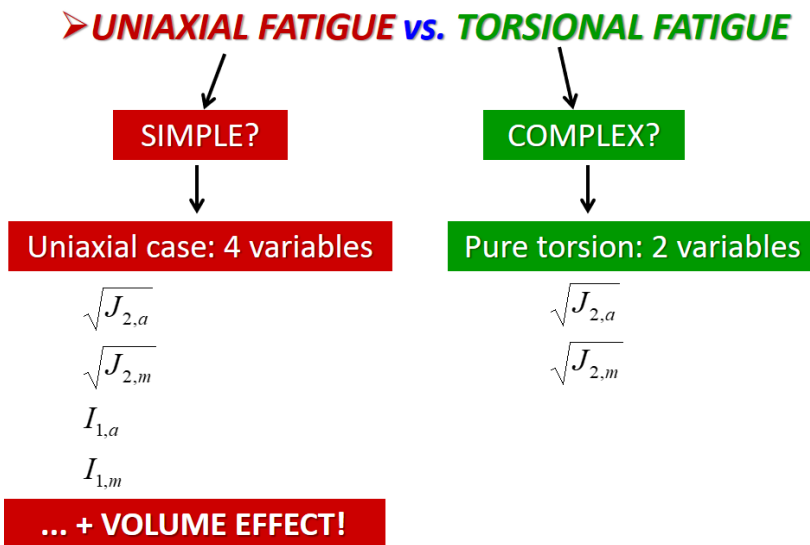 ➢UNIAXIAL FATIGUE vs. TORSIONAL FATIGUE
SIMPLE?
COMPLEX?
Uniaxial case: 4 variables
Pure torsion: 2 variables
√J₂,ₐ
√J₂,ₘ
I₁,ₐ
I₁,ₘ
√J₂,ₐ
√J₂,ₘ
... + VOLUME EFFECT!